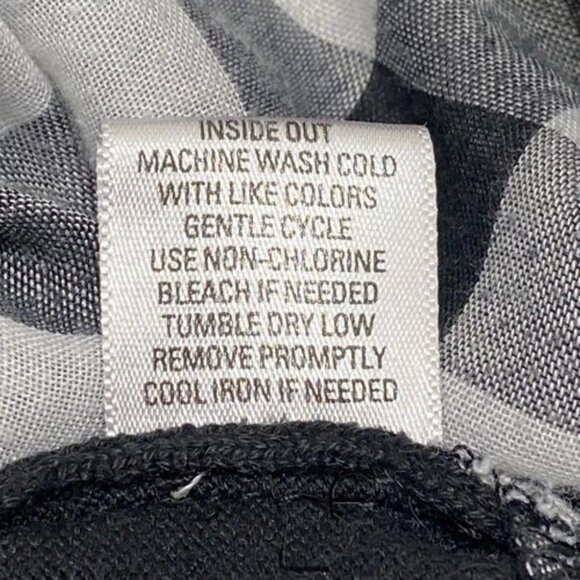 INSIDE OUT
MACHINE WASH COLD
WITH LIKE COLORS
GENTLE CYCLE
USE NON-CHLORINE
BLEACH IF NEEDED
TUMBLE DRY LOW
REMOVE PROMPTLY
COOL IRON IF NEEDED